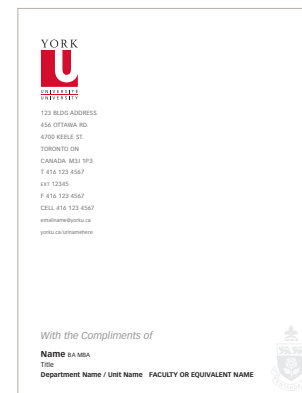 YORK
U
UNIVERSITÉ
UNIVERSITY
123 BLDG ADDRESS
456 OTTAWA RD.
4700 KEELE ST.
TORONTO ON
CANADA M3J 1P3
T 416 123 4567
EXT 12345
F 416 123 4567
CELL 416 123 4567
emailname@yorku.ca
yorku.ca/urlnamehere
With the Compliments of
Name BA MBA
Title
Department Name / Unit Name FACULTY OR EQUIVALENT NAME